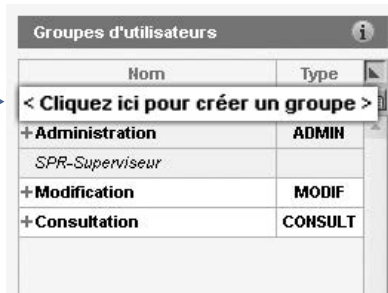 Groupes d'utilisateurs
Nom Type
< Cliquez ici pour créer un groupe >
+Administration ADMIN
SPR-Superviseur
+Modification MODIF
+Consultation CONSULT